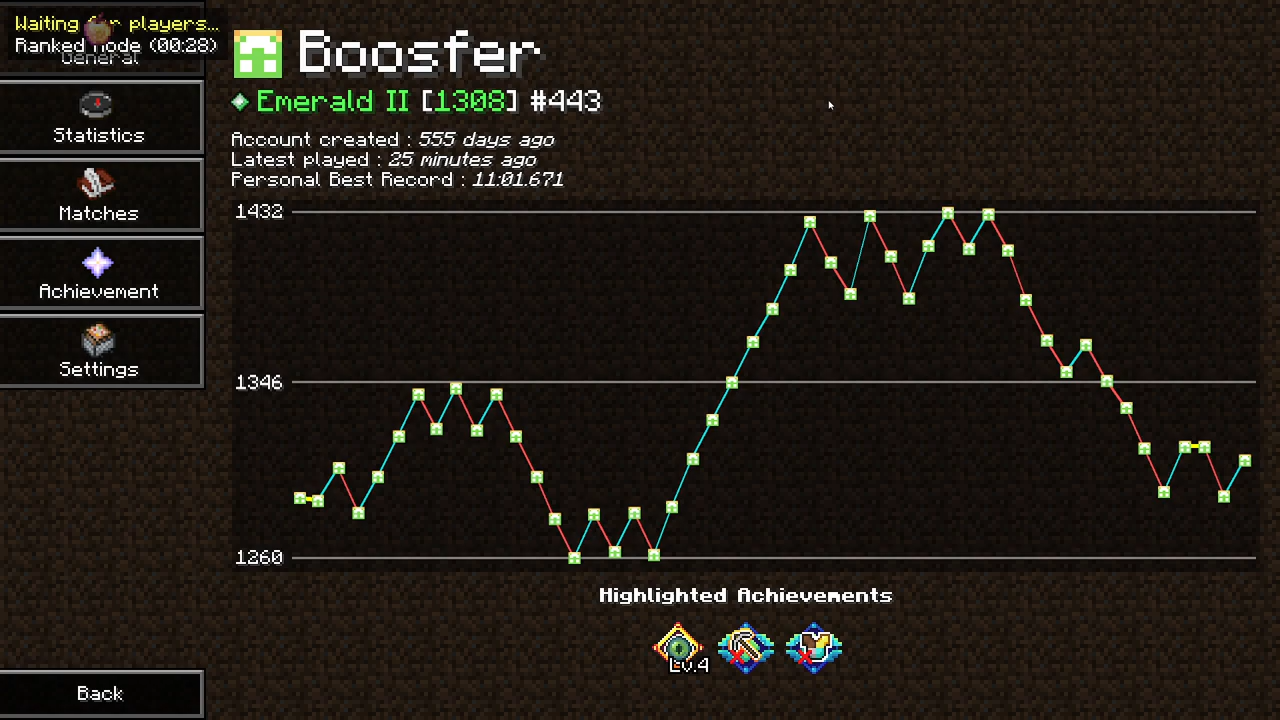 Waiting for players...
Ranked mode (00:28)
General
Statistics
Matches
Achievement
Settings
Back
Boosfer
Emerald II [1308] #443
Account created : 555 days ago
Latest played : 25 minutes ago
Personal Best Record : 11:01.671
1432
1346
1260
Highlighted Achievements
Lv.4